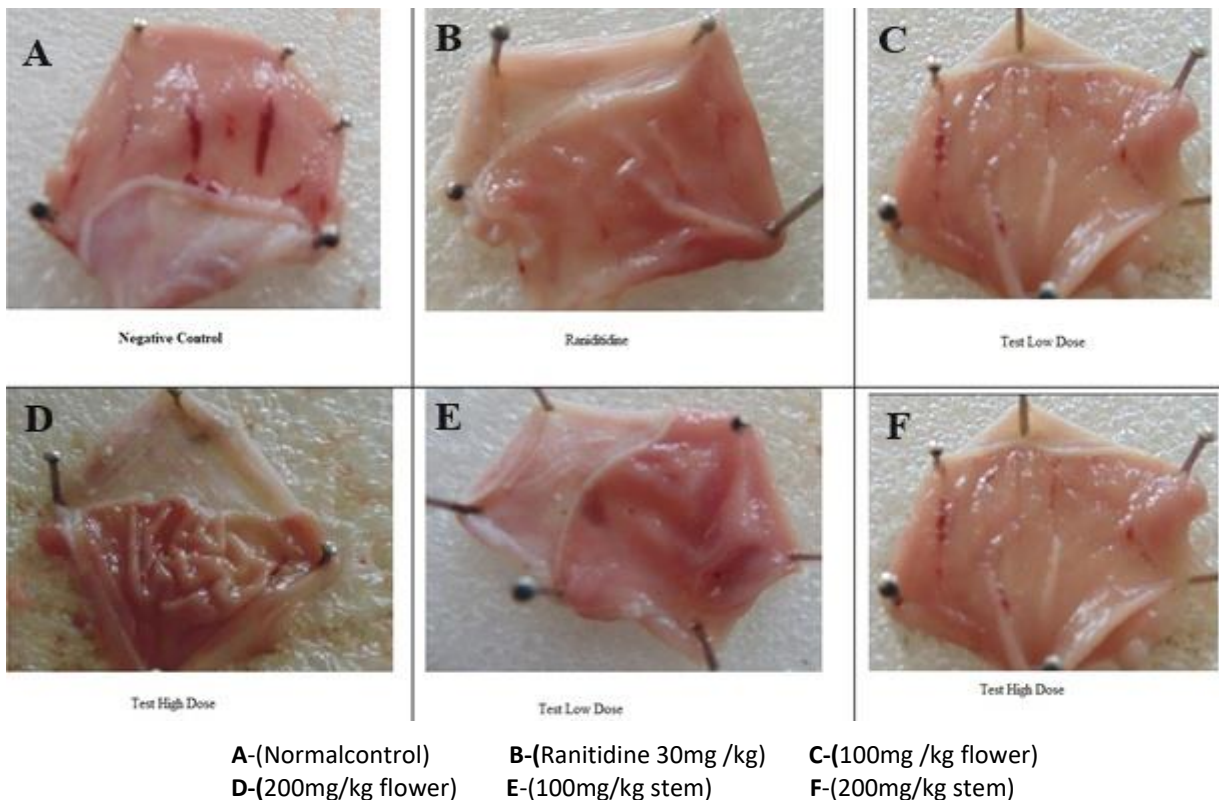 A
B
C
Negative Control
Raniditidine
Test Low Dose
D
E
F
Test High Dose
Test Low Dose
Test High Dose
A-(Normalcontrol) B-(Ranitidine 30mg /kg) C-(100mg /kg flower)
D-(200mg/kg flower) E-(100mg/kg stem) F-(200mg/kg stem)